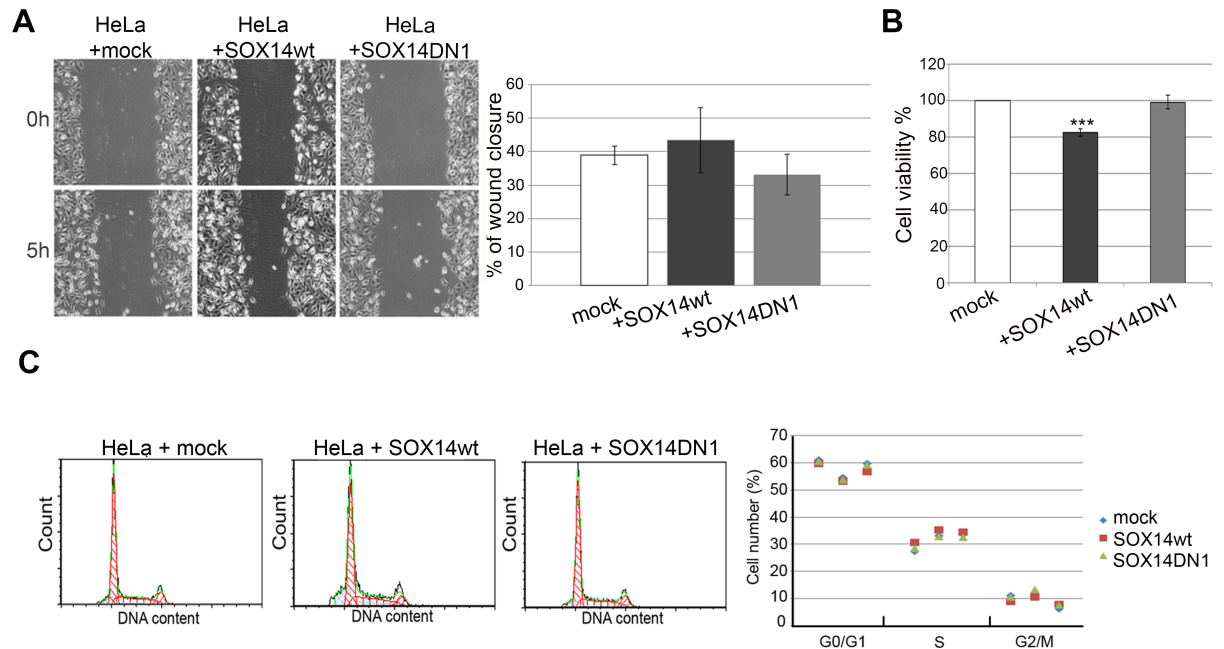 A
HeLa
+mock
HeLa
+SOX14wt
HeLa
+SOX14DN1
0h
5h
% of wound closure
60
50
40
30
20
10
0
mock
+SOX14wt
+SOX14DN1
B
Cell viability %
120
100
80
60
40
20
0
***
mock
+SOX14wt
+SOX14DN1
C
HeLa + mock
Count
DNA content
HeLa + SOX14wt
Count
DNA content
HeLa + SOX14DN1
Count
DNA content
Cell number (%)
70
60
50
40
30
20
10
0
G0/G1
S
G2/M
mock
SOX14wt
SOX14DN1